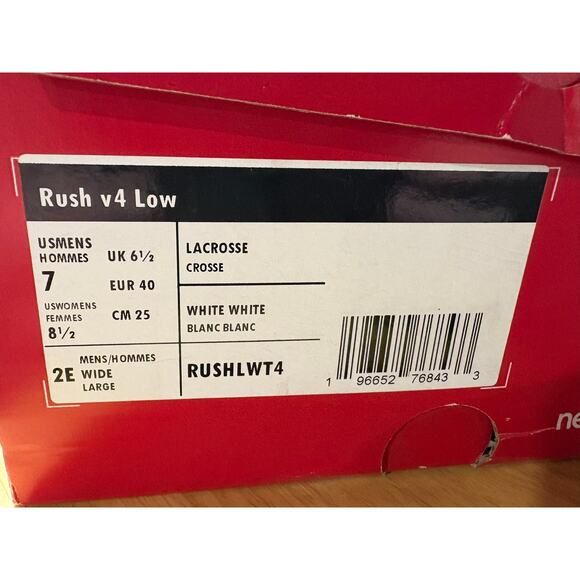 Rush v4 Low
USMENS
HOMMES
7
UK 6½
EUR 40
USWOMENS
FEMMES
8½
CM 25
LACROSSE
CROSSE
WHITE WHITE
BLANC BLANC
2E MENS/HOMMES
WIDE
LARGE
RUSHLWT4
1 96652 76843 3
ne